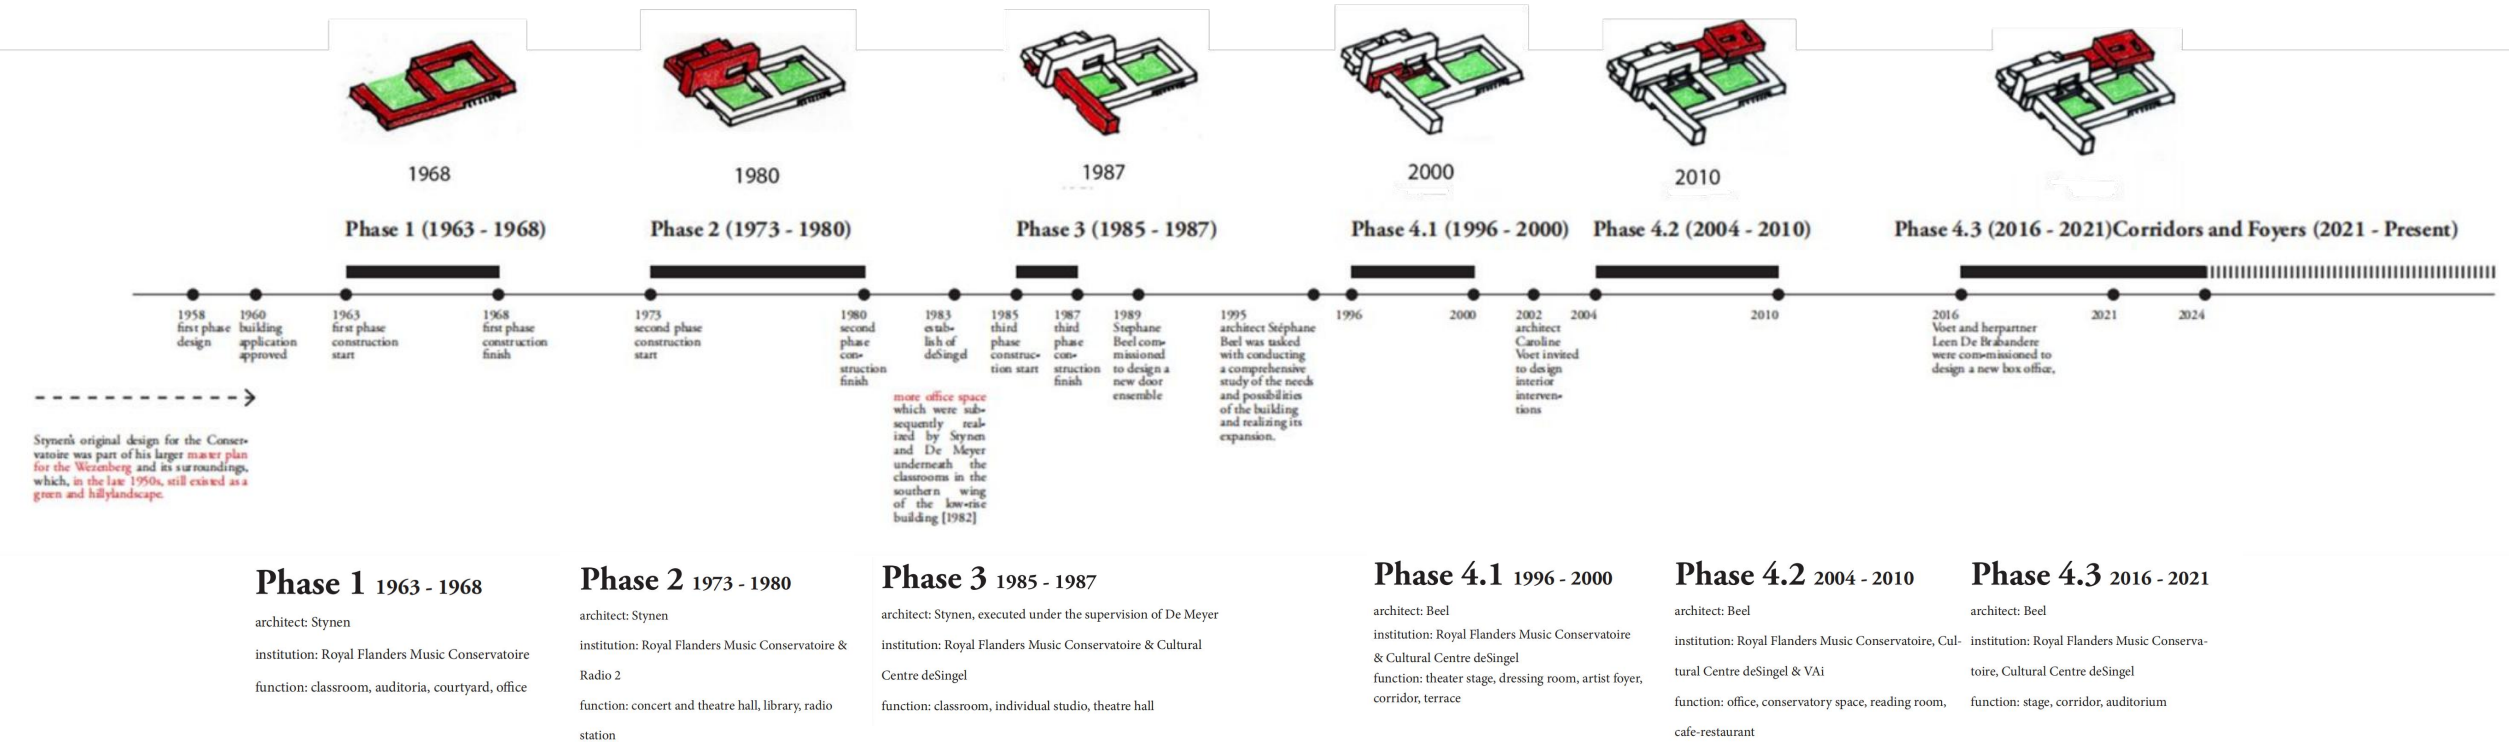 1968
1980
1987
2000
2010
Phase 1 (1963 - 1968)
Phase 2 (1973 - 1980)
Phase 3 (1985 - 1987)
Phase 4.1 (1996 - 2000)
Phase 4.2 (2004 - 2010)
Phase 4.3 (2016 - 2021)Corridors and Foyers (2021 - Present)
1958
first phase
design
1960
building
application
approved
1963
first phase
construction
start
1968
first phase
construction
finish
1973
second phase
construction
start
1980
second
phase
con-
struction
finish
1983
estab-
lish of
deSingel
1985
third
phase
construc-
tion start
1987
third
phase
con-
struction
finish
1989
Stephane
Beel com-
missioned
to design a
new door
ensemble
1995
architect Stéphane
Beel was tasked
with conducting
a comprehensive
study of the needs
and possibilities
of the building
and realizing its
expansion.
1996
2000
2002
architect
Caroline
Voet invited
to design
interior
interven-
tions
2004
2010
2016
Voet and herpartner
Leen De Brabandere
were com-missioned to
design a new box office,
2021
2024
Stynen's original design for the Conser-
vatoire was part of his larger master plan
for the Wezenberg and its surroundings,
which, in the late 1950s, still existed as a
green and hillylandscape.
more office space
which were sub-
sequently real-
ized by Stynen
and De Meyer
underneath the
classrooms in the
southern wing
of the low-rise
building [1982]
Phase 1 1963 - 1968
architect: Stynen
institution: Royal Flanders Music Conservatoire
function: classroom, auditoria, courtyard, office
Phase 2 1973 - 1980
architect: Stynen
institution: Royal Flanders Music Conservatoire &
Radio 2
function: concert and theatre hall, library, radio
station
Phase 3 1985 - 1987
architect: Stynen, executed under the supervision of De Meyer
institution: Royal Flanders Music Conservatoire & Cultural
Centre deSingel
function: classroom, individual studio, theatre hall
Phase 4.1 1996 - 2000
architect: Beel
institution: Royal Flanders Music Conservatoire
& Cultural Centre deSingel
function: theater stage, dressing room, artist foyer,
corridor, terrace
Phase 4.2 2004 - 2010
architect: Beel
institution: Royal Flanders Music Conservatoire, Cul-
tural Centre deSingel & VAi
function: office, conservatory space, reading room,
cafe-restaurant
Phase 4.3 2016 - 2021
architect: Beel
institution: Royal Flanders Music Conserva-
toire, Cultural Centre deSingel
function: stage, corridor, auditorium